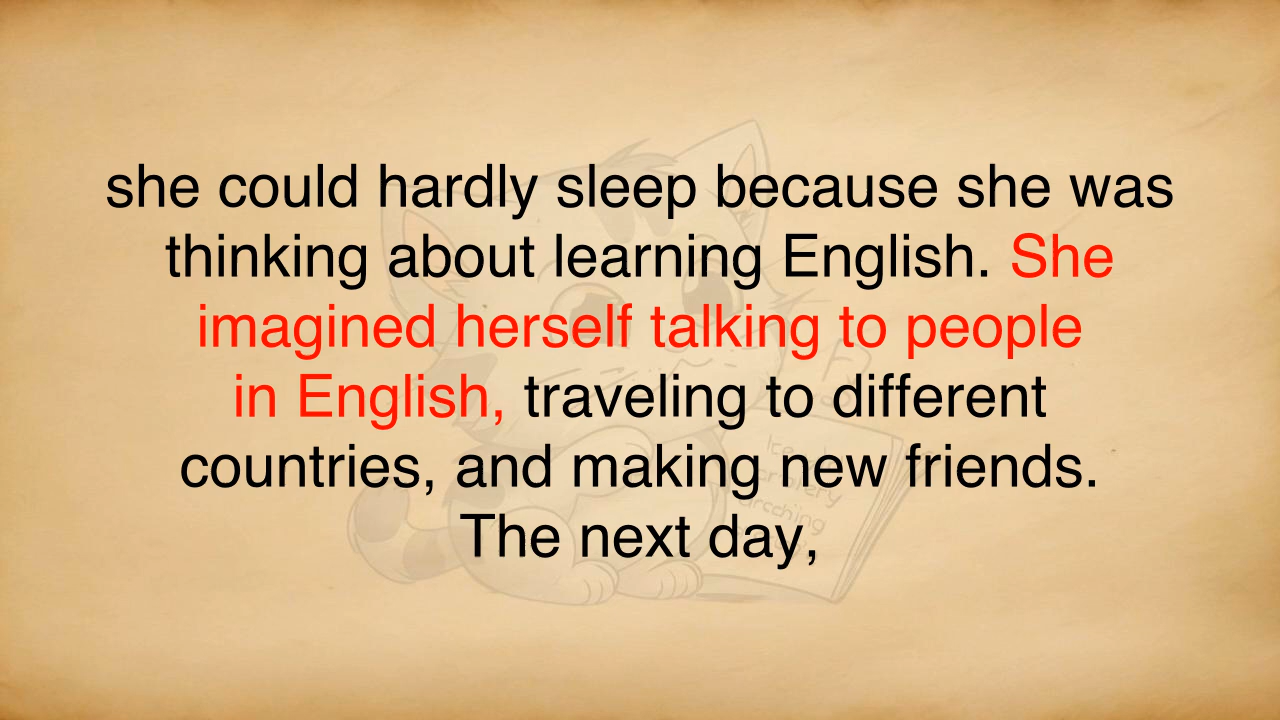 she could hardly sleep because she was
thinking about learning English. She
imagined herself talking to people
in English, traveling to different
countries, and making new friends.
The next day,